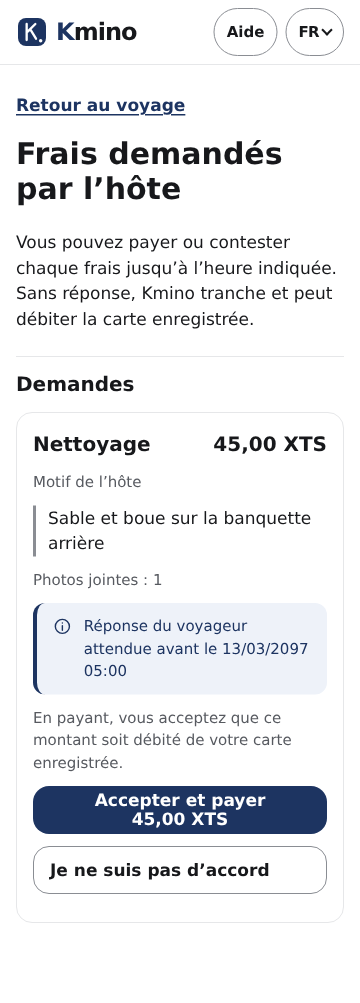 K. Kmino
Aide
FR
Retour au voyage
Frais demandés
par l’hôte
Vous pouvez payer ou contester
chaque frais jusqu’à l’heure indiquée.
Sans réponse, Kmino tranche et peut
débiter la carte enregistrée.
Demandes
Nettoyage 45,00 XTS
Motif de l’hôte
Sable et boue sur la banquette
arrière
Photos jointes : 1
Réponse du voyageur
attendue avant le 13/03/2097
05:00
En payant, vous acceptez que ce
montant soit débité de votre carte
enregistrée.
Accepter et payer
45,00 XTS
Je ne suis pas d’accord